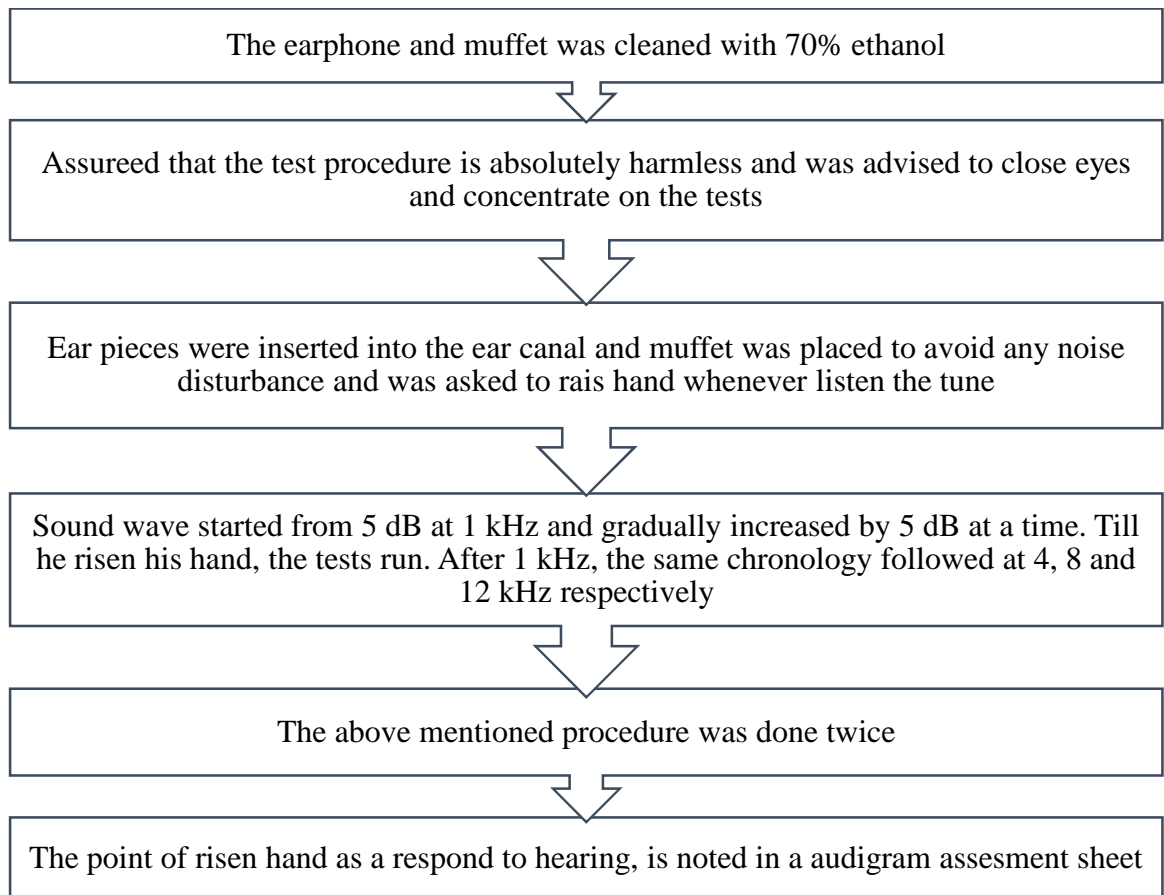 The earphone and muffet was cleaned with 70% ethanol
Assureed that the test procedure is absolutely harmless and was advised to close eyes
and concentrate on the tests
Ear pieces were inserted into the ear canal and muffet was placed to avoid any noise
disturbance and was asked to rais hand whenever listen the tune
Sound wave started from 5 dB at 1 kHz and gradually increased by 5 dB at a time. Till
he risen his hand, the tests run. After 1 kHz, the same chronology followed at 4, 8 and
12 kHz respectively
The above mentioned procedure was done twice
The point of risen hand as a respond to hearing, is noted in a audigram assesment sheet